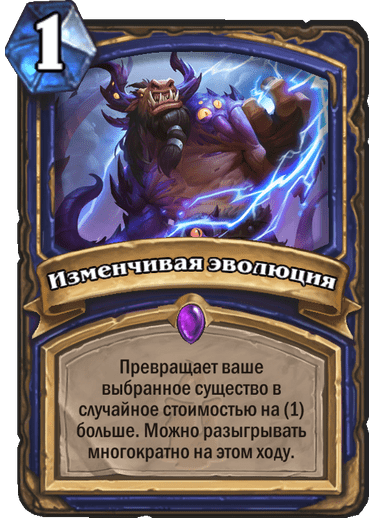 1
Изменчивая эволюция
Превращает ваше
выбранное существо в
случайное стоимостью на (1)
больше. Можно разыгрывать
многократно на этом ходу.